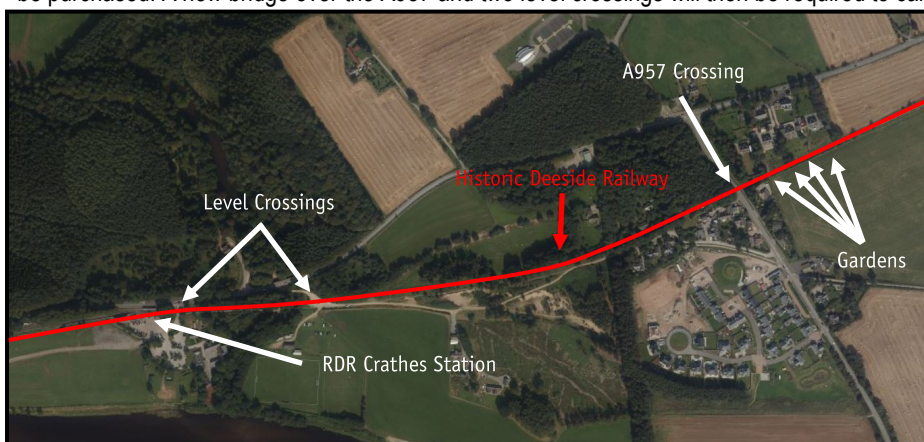 be purchased. A new bridge over the A957 and two level crossings will then be required to
A957 Crossing
Historic Deeside Railway
Level Crossings
Gardens
RDR Crathes Station